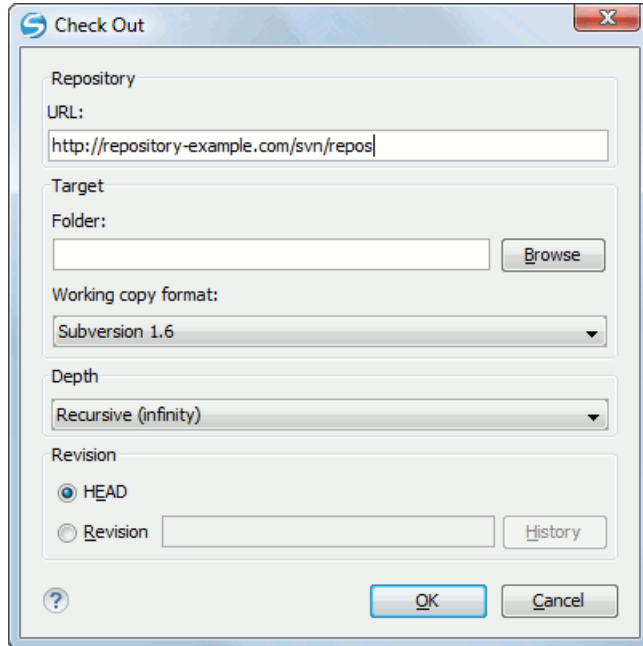 Check Out
Repository
URL:
http://repository-example.com/svn/repos
Target
Folder:
Browse
Working copy format:
Subversion 1.6
Depth
Recursive (infinity)
Revision
HEAD
Revision
History
?
OK
Cancel